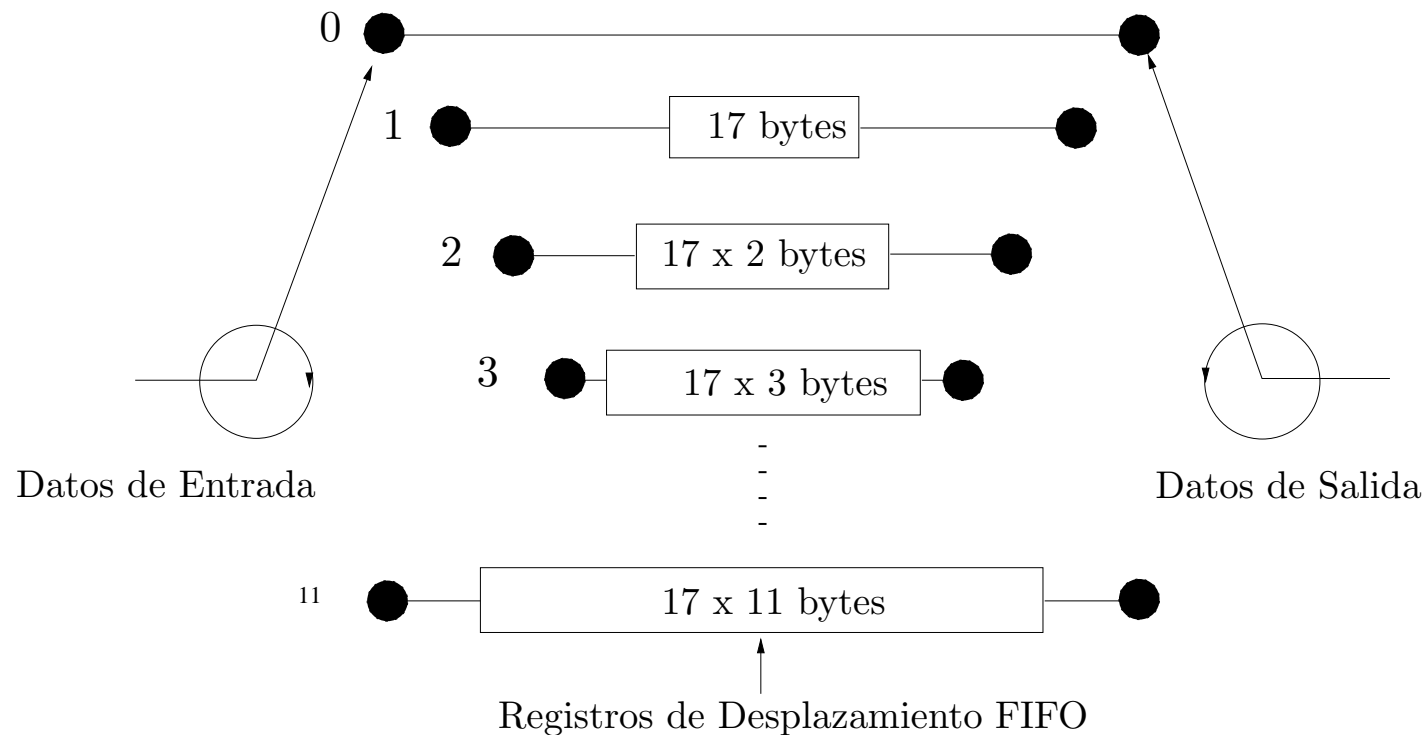 0
1
17 bytes
2
17 x 2 bytes
3
17 x 3 bytes
Datos de Entrada
Datos de Salida
11
17 x 11 bytes
Registros de Desplazamiento FIFO